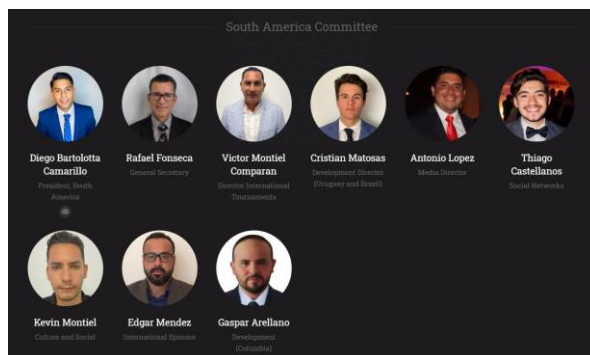 South America Committee
Diego Bartolotta
Camarillo
President, South
America
Rafael Fonseca
General Secretary
Victor Montiel
Comparan
Director International
Tournaments
Cristian Matosas
Development Director
(Uruguay and Brazil)
Antonio Lopez
Media Director
Thiago
Castellanos
Social Networks
Kevin Montiel
Culture and Social
Edgar Mendez
International Sponsor
Gaspar Arellano
Development
(Columbia)